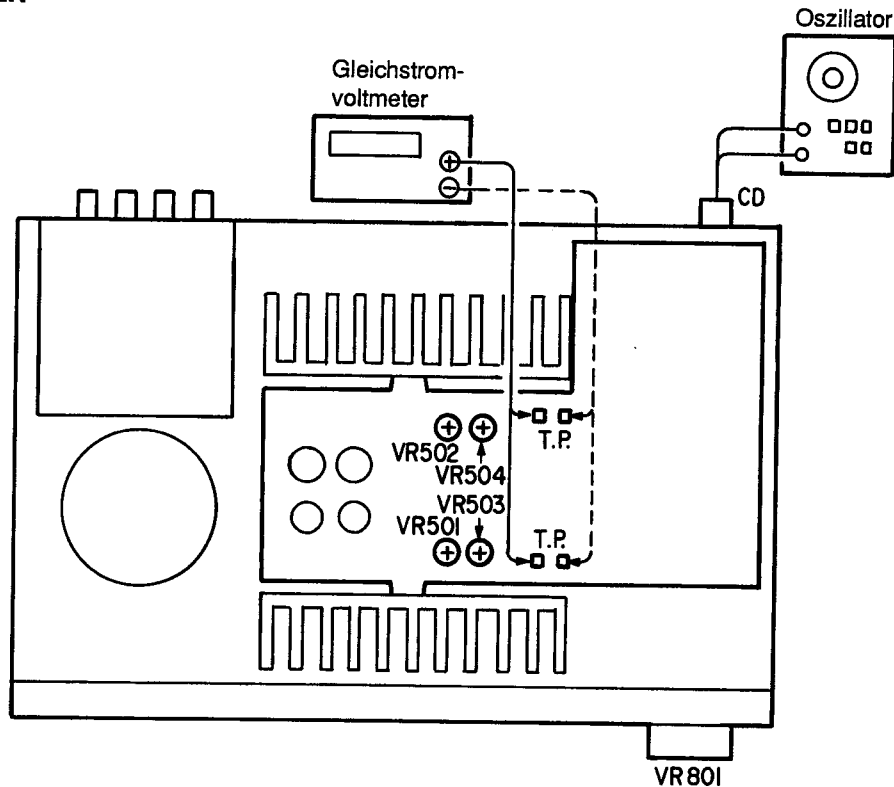 Oszillator
Gleichstrom-
voltmeter
CD
VR502
T.P.
VR504
VR503
VR501
T.P.
VR801